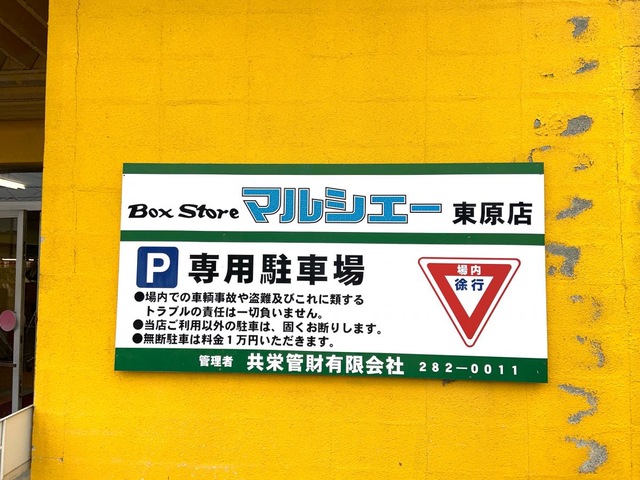 Box Store マルシェー 東原店
P 専用駐車場
●場内での車輌事故や盗難及びこれに類する
トラブルの責任は一切負いません。
●当店ご利用以外の駐車は、固くお断りします。
●無断駐車は料金1万円いただきます。
場内
徐行
管理者 共栄管財有限会社 282-0011